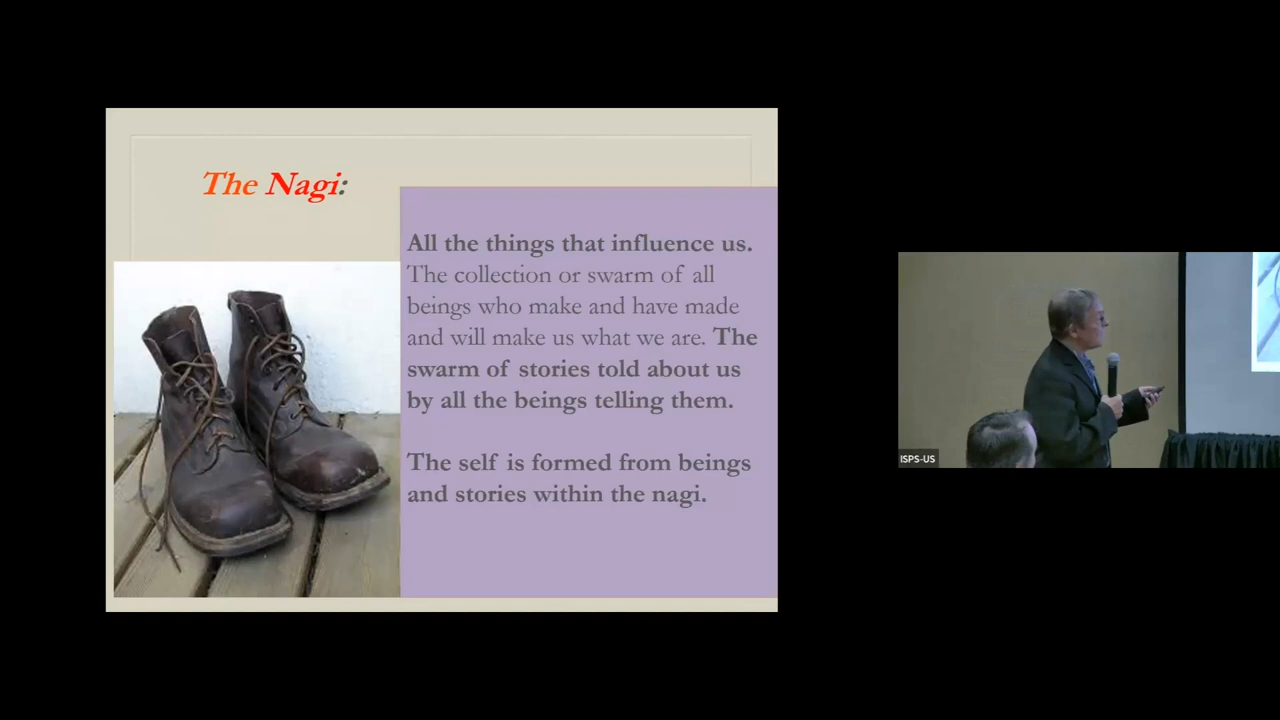 The Nagi:
All the things that influence us.
The collection or swarm of all
beings who make and have made
and will make us what we are. The
swarm of stories told about us
by all the beings telling them.
The self is formed from beings
and stories within the nagi.
ISPS-US